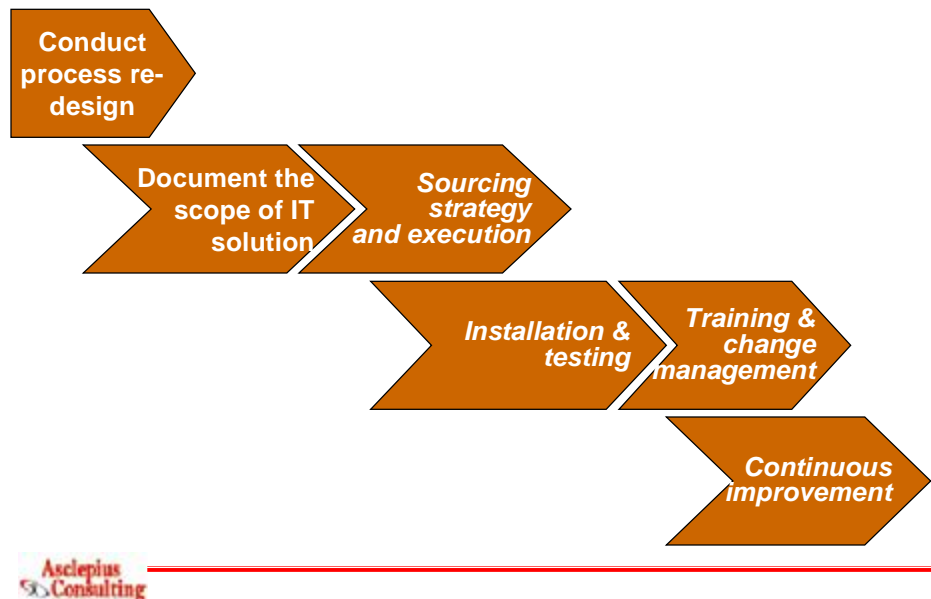 Conduct
process re-
design
Document the
scope of IT
solution
Sourcing
strategy
and execution
Installation &
testing
Training &
change
management
Continuous
improvement
Asclepius
Consulting